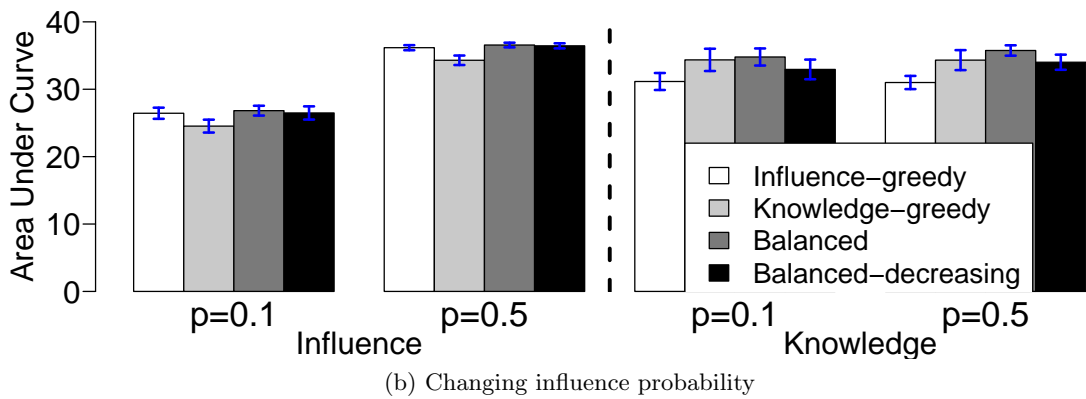 Area Under Curve
40
30
20
10
0
Influence−greedy
Knowledge−greedy
Balanced
Balanced−decreasing
p=0.1 p=0.5 p=0.1 p=0.5
Influence Knowledge
(b) Changing influence probability